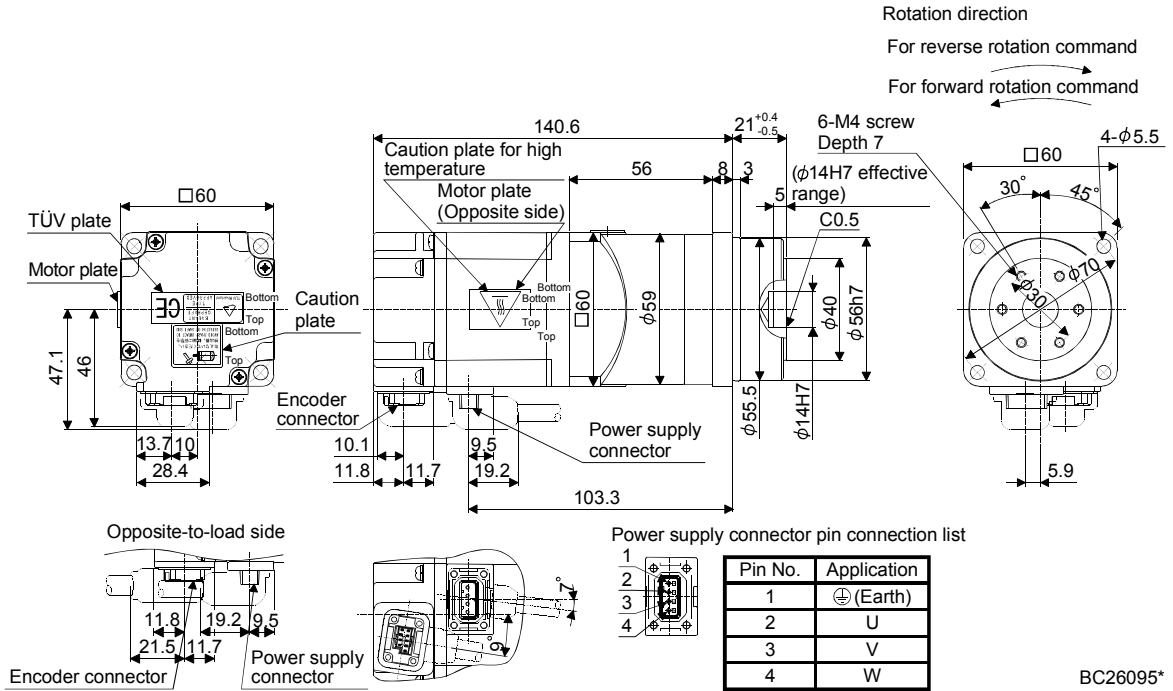 Rotation direction
For reverse rotation command
For forward rotation command
140.6
21 +0.4 -0.5
6-M4 screw
Depth 7
4-ϕ5.5
□60
Caution plate for high
temperature
Motor plate
(Opposite side)
56
8
3
(ϕ14H7 effective
range)
5
C0.5
□60
30°
45°
TÜV plate
Motor plate
Caution
plate
Bottom
Top
Bottom
Top
CE
Bottom
Bottom
Top
Top
□60
ϕ59
ϕ40
ϕ56h7
ϕ55.5
ϕ14H7
ϕ70
ϕ30
47.1
46
Encoder
connector
Power supply
connector
13.7
10
28.4
10.1
11.8
11.7
9.5
19.2
103.3
5.9
Opposite-to-load side
11.8
19.2
9.5
21.5
11.7
Encoder connector
Power supply
connector
7°
9°
Power supply connector pin connection list
1
2
3
4
Pin No. Application
1 (Earth)
2 U
3 V
4 W
BC26095*